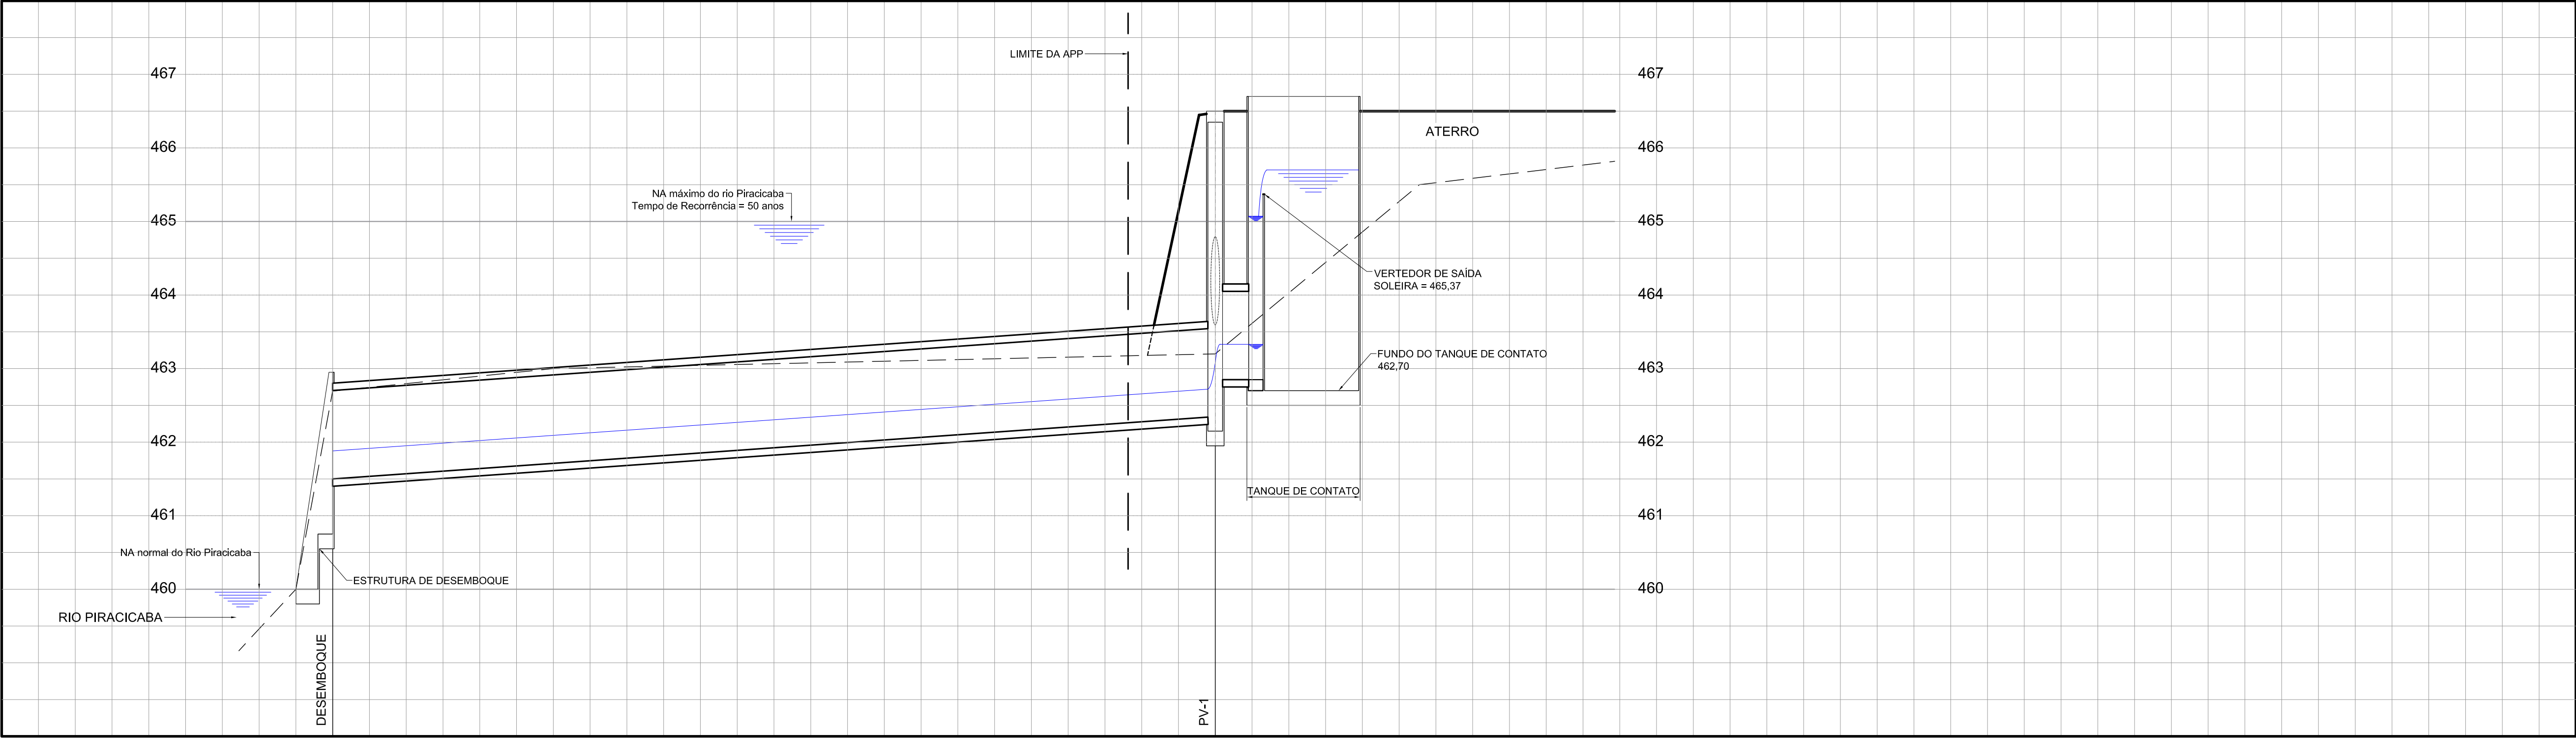 LIMITE DA APP
467
467
ATERRO
466
466
NA máximo do rio Piracicaba
Tempo de Recorrência = 50 anos
465
465
VERTEDOR DE SAÍDA
SOLEIRA = 465,37
464
464
FUNDO DO TANQUE DE CONTATO
462,70
463
463
462
462
TANQUE DE CONTATO
461
461
NA normal do Rio Piracicaba
ESTRUTURA DE DESEMBOQUE
460
460
RIO PIRACICABA
DESEMBOQUE
PV-1